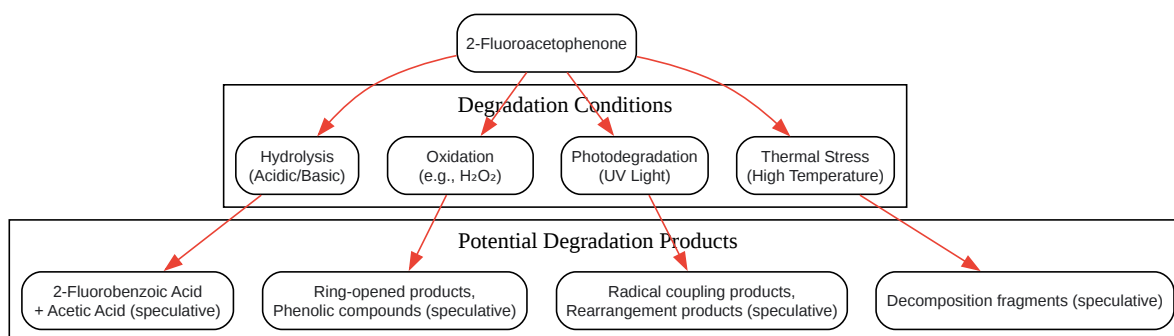 2-Fluoroacetophenone
Degradation Conditions
Hydrolysis
(Acidic/Basic)
Oxidation
(e.g., H₂O₂)
Photodegradation
(UV Light)
Thermal Stress
(High Temperature)
Potential Degradation Products
2-Fluorobenzoic Acid
+ Acetic Acid (speculative)
Ring-opened products,
Phenolic compounds (speculative)
Radical coupling products,
Rearrangement products (speculative)
Decomposition fragments (speculative)